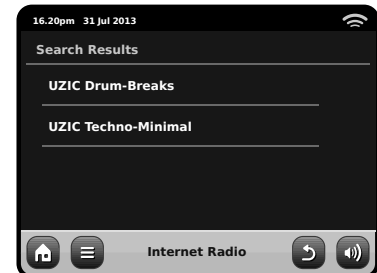 16.20pm 31 Jul 2013
Search Results
UZIC Drum-Breaks
UZIC Techno-Minimal
Internet Radio